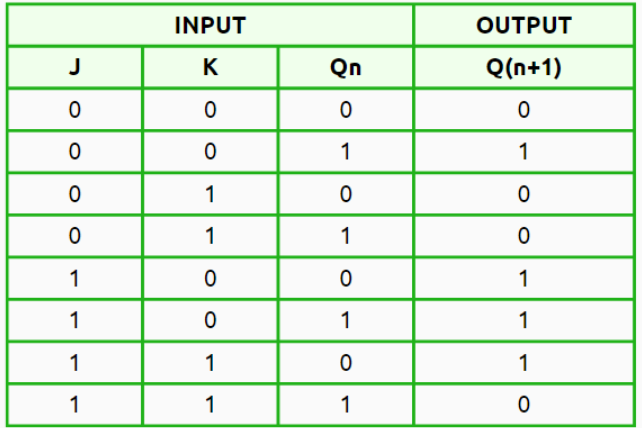 INPUT OUTPUT
J K Qn Q(n+1)
0 0 0 0
0 0 1 1
0 1 0 0
0 1 1 0
1 0 0 1
1 0 1 1
1 1 0 1
1 1 1 0